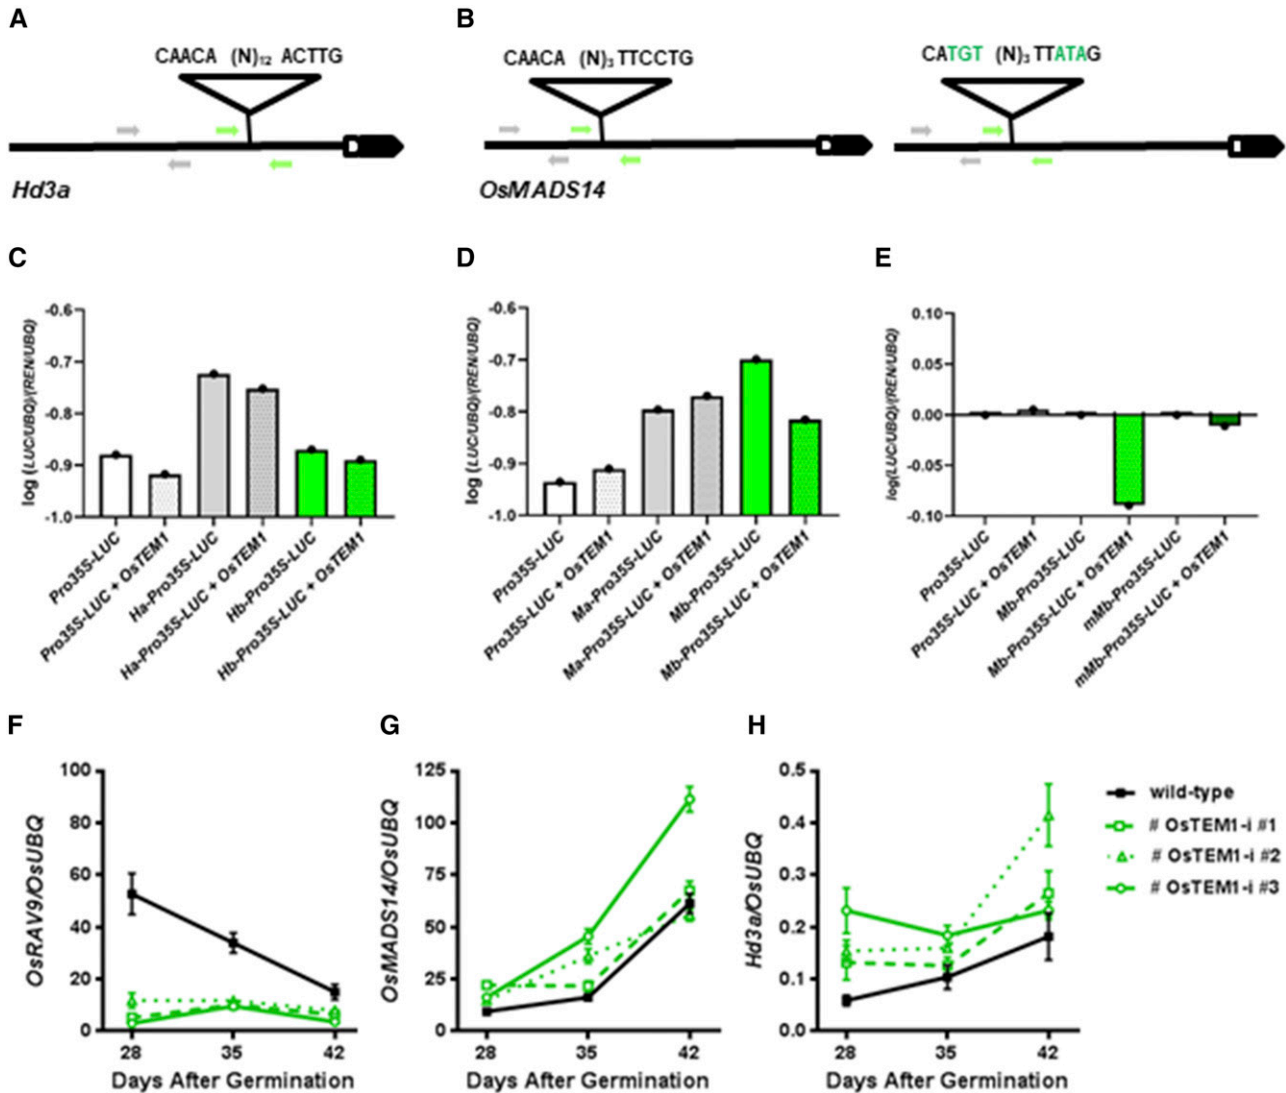 A
B
CAACA (N)₁₂ ACTTG
CAACA (N)₃ TTCCTG
CATGT (N)₃ TTATAG
Hd3a
OsMADS14
C
D
E
log (LUC/UBQ)/(REN/UBQ)
-0.6
-0.7
-0.8
-0.9
-1.0
Pro35S-LUC
Pro35S-LUC + OsTEM1
Ha-Pro35S-LUC
Ha-Pro35S-LUC + OsTEM1
Hb-Pro35S-LUC
Hb-Pro35S-LUC + OsTEM1
log (LUC/UBQ)/(REN/UBQ)
-0.6
-0.7
-0.8
-0.9
-1.0
Pro35S-LUC
Pro35S-LUC + OsTEM1
Ma-Pro35S-LUC
Ma-Pro35S-LUC + OsTEM1
Mb-Pro35S-LUC
Mb-Pro35S-LUC + OsTEM1
log(LUC/UBQ)/(REN/UBQ)
0.10
0.05
0.00
-0.05
-0.10
Pro35S-LUC
Pro35S-LUC + OsTEM1
Mb-Pro35S-LUC
Mb-Pro35S-LUC + OsTEM1
mMb-Pro35S-LUC
mMb-Pro35S-LUC + OsTEM1
F
G
H
OsRAV9/OsUBQ
100
80
60
40
20
0
28 35 42
Days After Germination
OsMADS14/OsUBQ
125
100
75
50
25
0
28 35 42
Days After Germination
Hd3a/OsUBQ
0.5
0.4
0.3
0.2
0.1
0.0
28 35 42
Days After Germination
wild-type
# OsTEM1-i #1
# OsTEM1-i #2
# OsTEM1-i #3